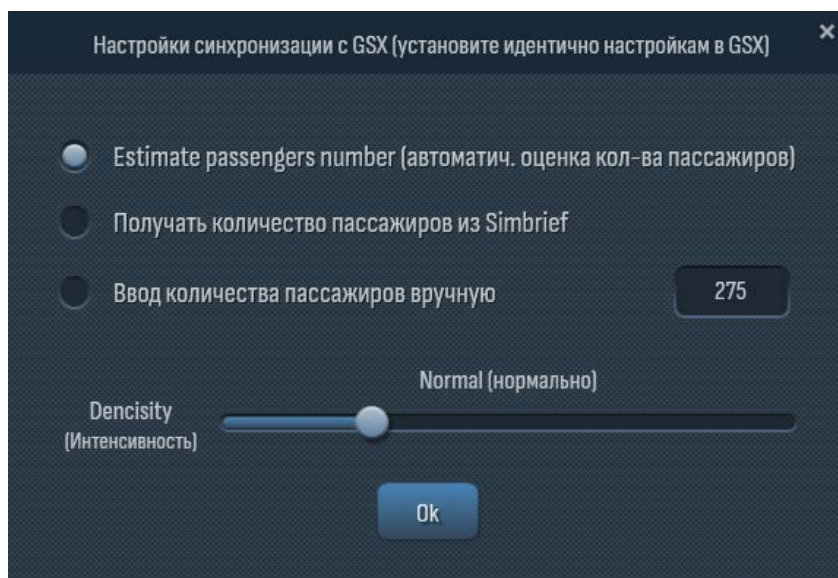 Настройки синхронизации с GSX (установите идентично настройкам в GSX)
Estimate passengers number (автоматич. оценка кол-ва пассажиров)
Получать количество пассажиров из Simbrief
Ввод количества пассажиров вручную 275
Normal (нормально)
Dencisity
(Интенсивность)
Ok